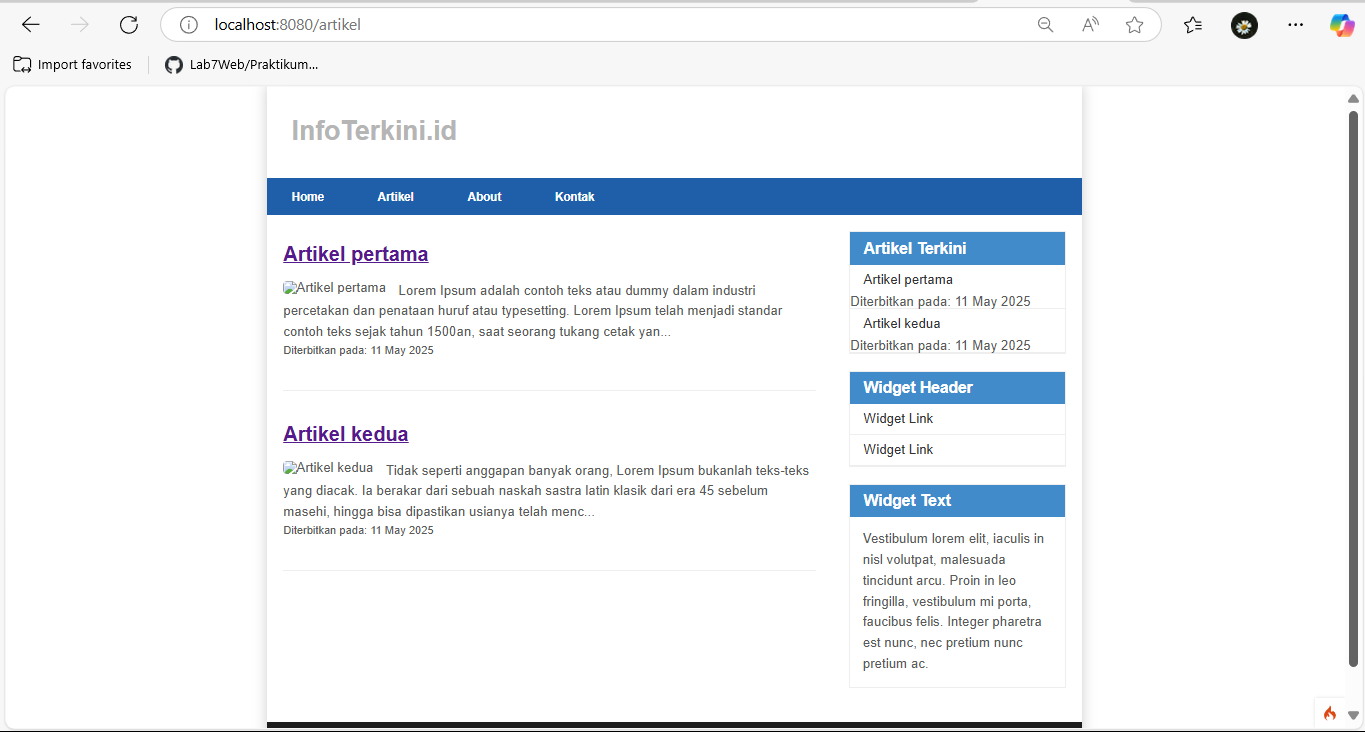 localhost:8080/artikel
Import favorites
Lab7Web/Praktikum...
InfoTerkini.id
Home Artikel About Kontak
Artikel pertama
Artikel pertama Lorem Ipsum adalah contoh teks atau dummy dalam industri
percetakan dan penataan huruf atau typesetting. Lorem Ipsum telah menjadi standar
contoh teks sejak tahun 1500an, saat seorang tukang cetak yan...
Diterbitkan pada: 11 May 2025
Artikel kedua
Artikel kedua Tidak seperti anggapan banyak orang, Lorem Ipsum bukanlah teks-teks
yang diacak. Ia berakar dari sebuah naskah sastra latin klasik dari era 45 sebelum
masehi, hingga bisa dipastikan usianya telah menc...
Diterbitkan pada: 11 May 2025
Artikel Terkini
Artikel pertama
Diterbitkan pada: 11 May 2025
Artikel kedua
Diterbitkan pada: 11 May 2025
Widget Header
Widget Link
Widget Link
Widget Text
Vestibulum lorem elit, iaculis in
nisl volutpat, malesuada
tincidunt arcu. Proin in leo
fringilla, vestibulum mi porta,
faucibus felis. Integer pharetra
est nunc, nec pretium nunc
pretium ac.